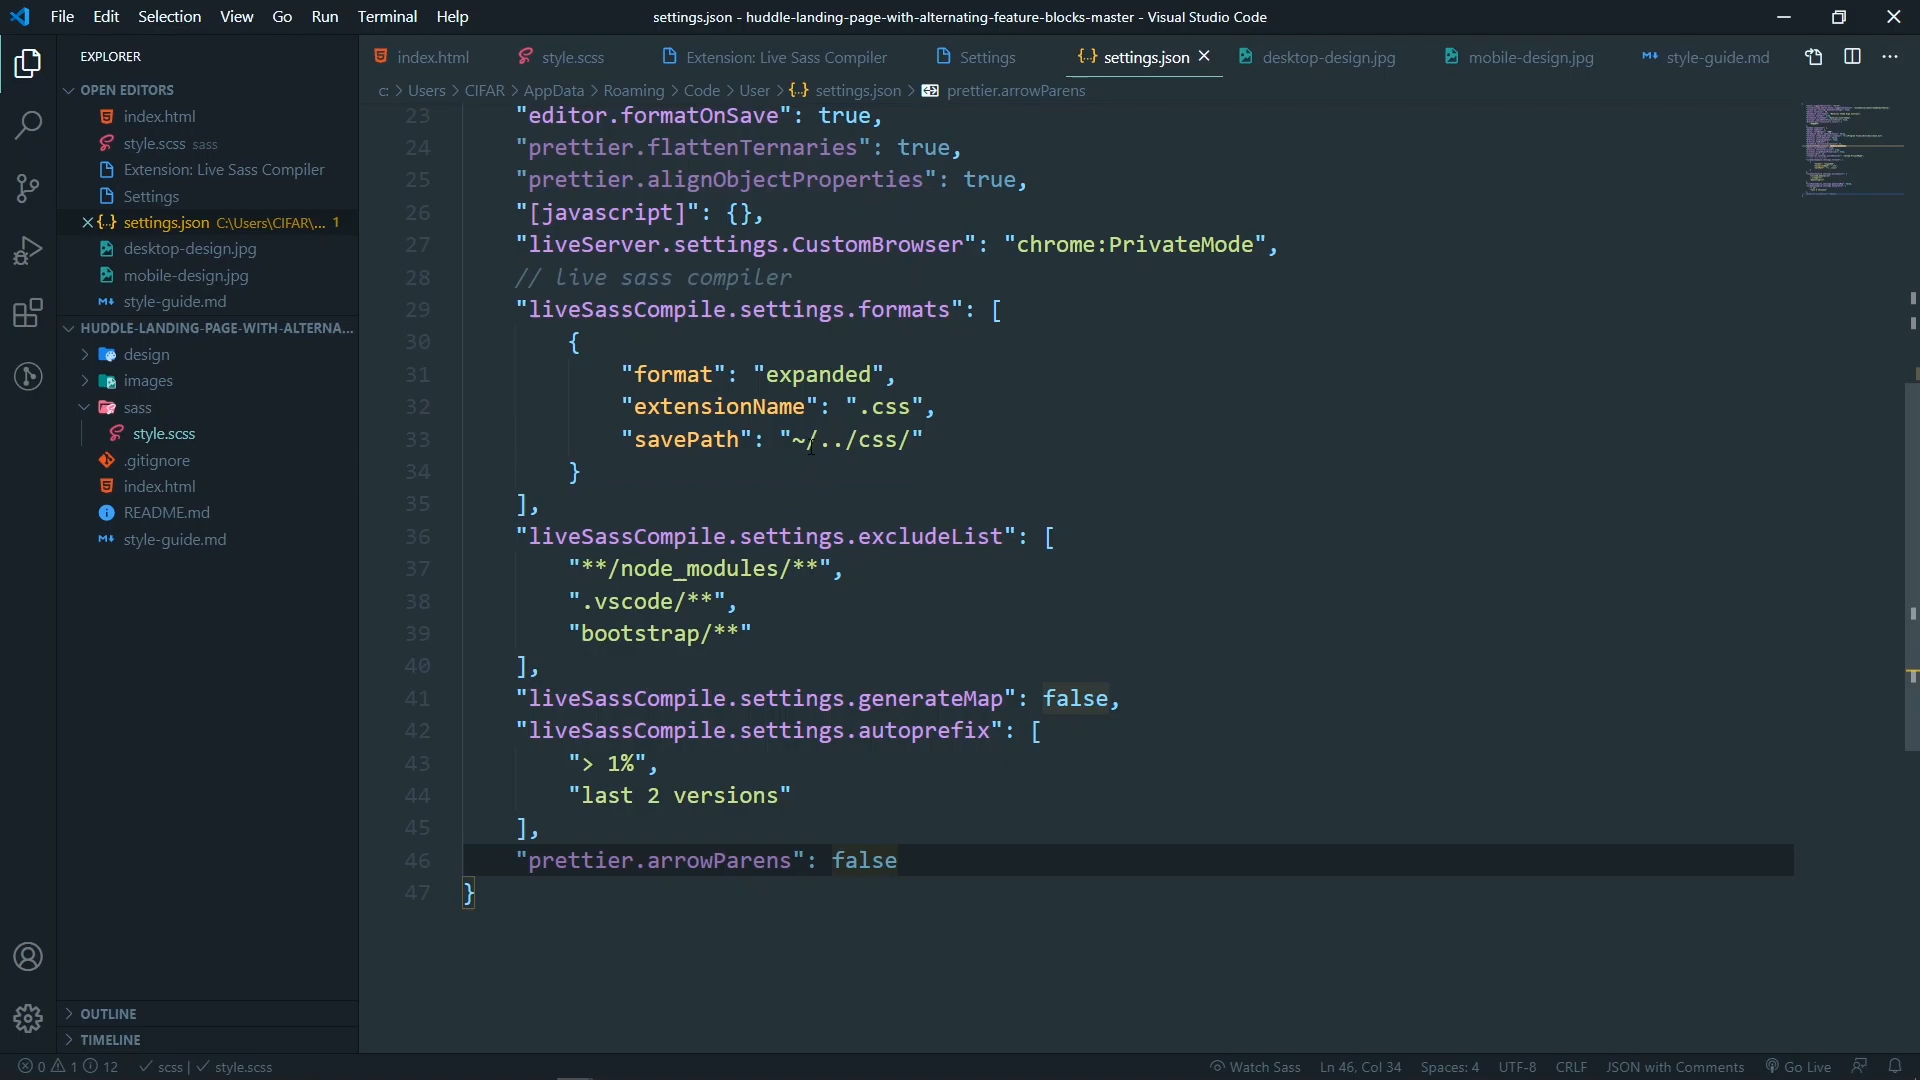 File Edit Selection View Go Run Terminal Help
settings.json - huddle-landing-page-with-alternating-feature-blocks-master - Visual Studio Code
EXPLORER
index.html
style.scss
Extension: Live Sass Compiler
Settings
{..} settings.json
desktop-design.jpg
mobile-design.jpg
style-guide.md
OPEN EDITORS
index.html
style.scss sass
Extension: Live Sass Compiler
Settings
{..} settings.json C:\Users\CIFAR\... 1
desktop-design.jpg
mobile-design.jpg
style-guide.md
HUDDLE-LANDING-PAGE-WITH-ALTERNA...
design
images
sass
style.scss
.gitignore
index.html
README.md
style-guide.md
OUTLINE
TIMELINE
c: > Users > CIFAR > AppData > Roaming > Code > User > {..} settings.json > prettier.arrowParens
23 "editor.formatOnSave": true,
24 "prettier.flattenTernaries": true,
25 "prettier.alignObjectProperties": true,
26 "[javascript]": {},
27 "liveServer.settings.CustomBrowser": "chrome:PrivateMode",
28 // live sass compiler
29 "liveSassCompile.settings.formats": [
30 {
31 "format": "expanded",
32 "extensionName": ".css",
33 "savePath": "~/../css/"
34 }
35 ],
36 "liveSassCompile.settings.excludeList": [
37 "**/node_modules/**",
38 ".vscode/**",
39 "bootstrap/**"
40 ],
41 "liveSassCompile.settings.generateMap": false,
42 "liveSassCompile.settings.autoprefix": [
43 "> 1%",
44 "last 2 versions"
45 ],
46 "prettier.arrowParens": false
47 }
0 1 12 scss | style.scss
Watch Sass Ln 46, Col 34 Spaces: 4 UTF-8 CRLF JSON with Comments Go Live